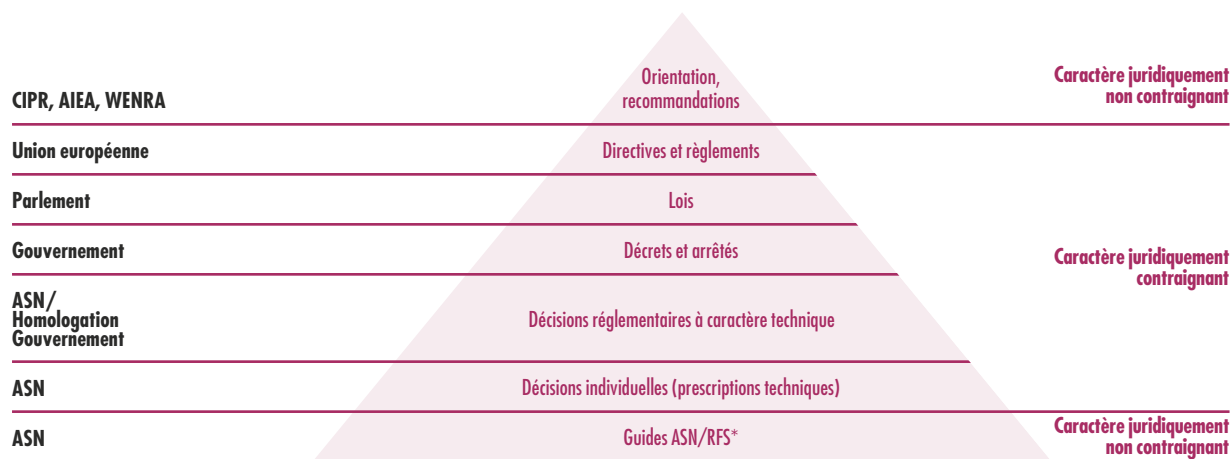 Orientation,
recommandations
Caractère juridiquement
non contraignant
CIPR, AIEA, WENRA
Union européenne
Directives et règlements
Parlement
Lois
Gouvernement
Décrets et arrêtés
Caractère juridiquement
contraignant
ASN/
Homologation
Gouvernement
Décisions réglementaires à caractère technique
ASN
Décisions individuelles (prescriptions techniques)
ASN
Guides ASN/RFS*
Caractère juridiquement
non contraignant